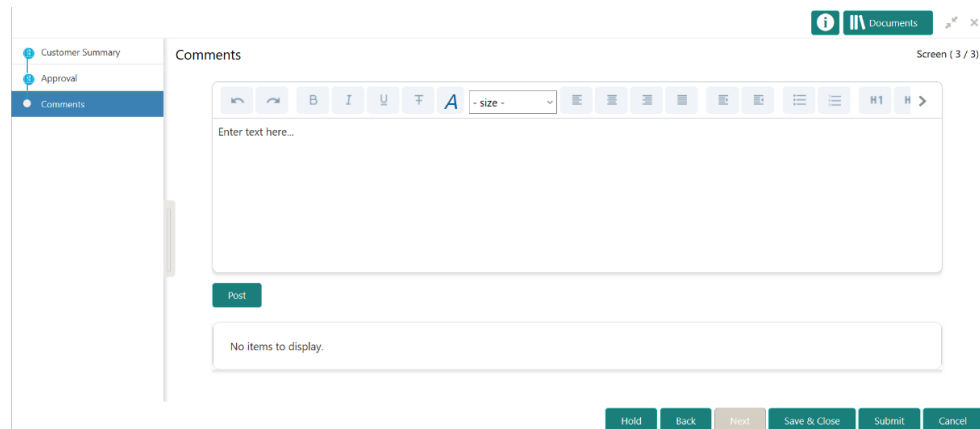 Documents
Customer Summary
Approval
Comments
Comments
Screen ( 3 / 3)
B I U T A - size - H1 H
Enter text here...
Post
No items to display.
Hold Back Next Save & Close Submit Cancel